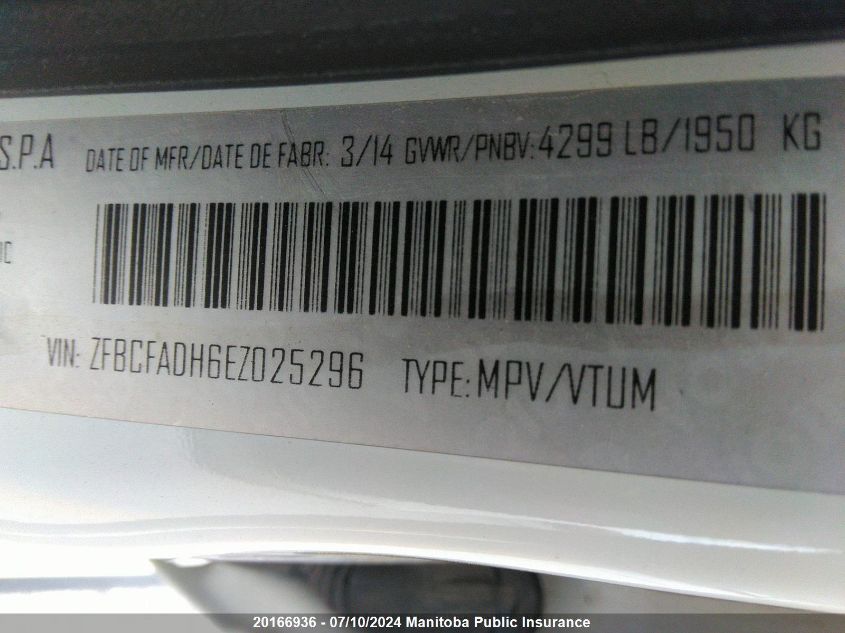 S.P.A DATE OF MFR/DATE DE FABR: 3/14 GVWR/PNBV: 4299 LB/1950 KG
VIN: ZFBCFADH6EZ025296 TYPE: MPV/VTUM
20166936 - 07/10/2024 Manitoba Public Insurance